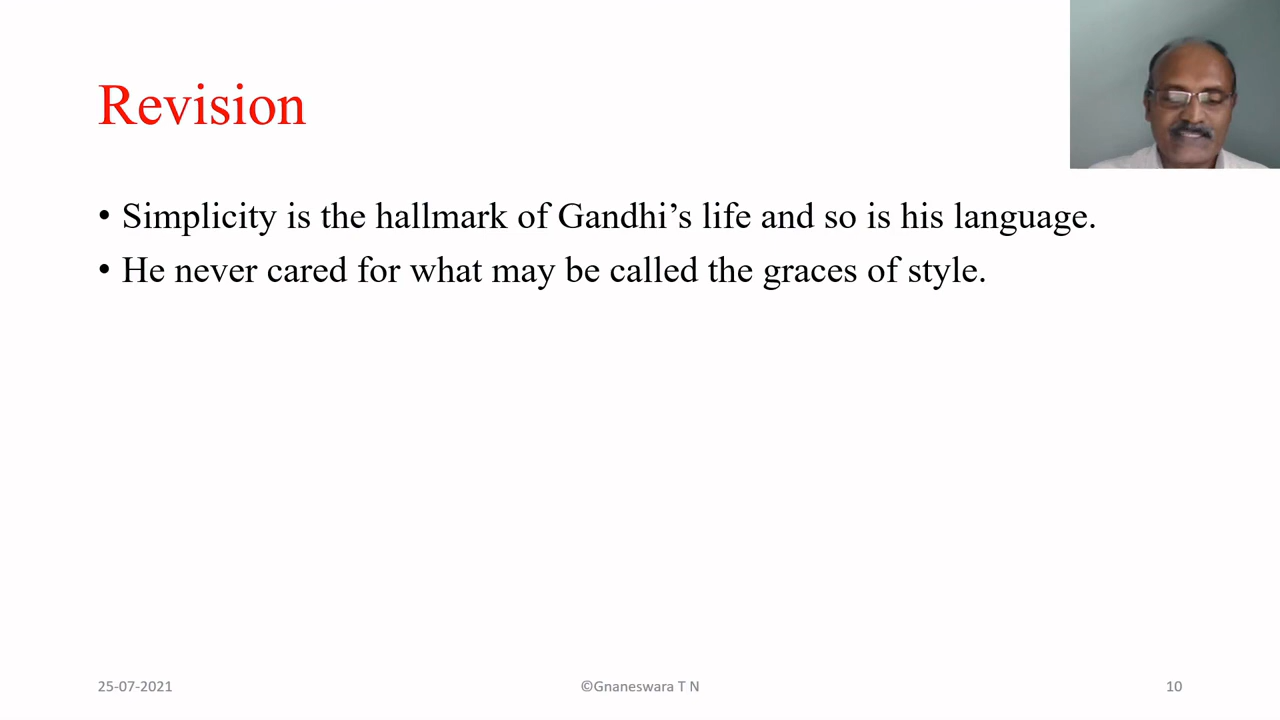 Revision
• Simplicity is the hallmark of Gandhi’s life and so is his language.
• He never cared for what may be called the graces of style.
25-07-2021
©Gnaneswara T N
10